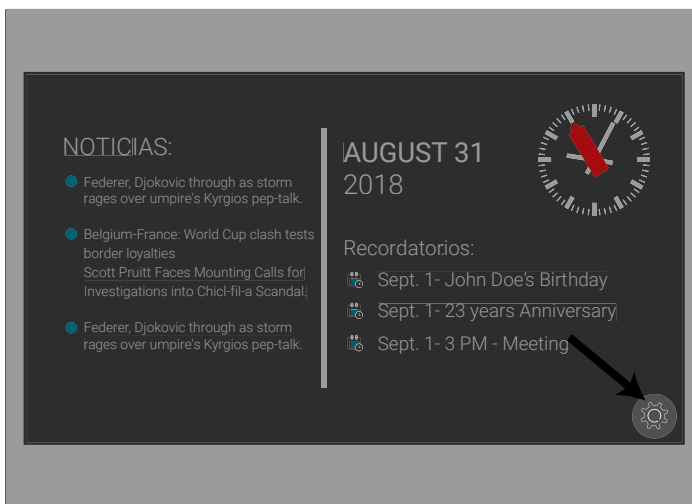 NOTICIAS:
Federer, Djokovic through as storm
rages over umpire's Kyrgios pep-talk.
Belgium-France: World Cup clash tests
border loyalties
Scott Pruitt Faces Mounting Calls for
Investigations into Chicl-fil-a Scandal.
Federer, Djokovic through as storm
rages over umpire's Kyrgios pep-talk.
AUGUST 31
2018
Recordatorios:
Sept. 1- John Doe's Birthday
Sept. 1- 23 years Anniversary
Sept. 1- 3 PM - Meeting